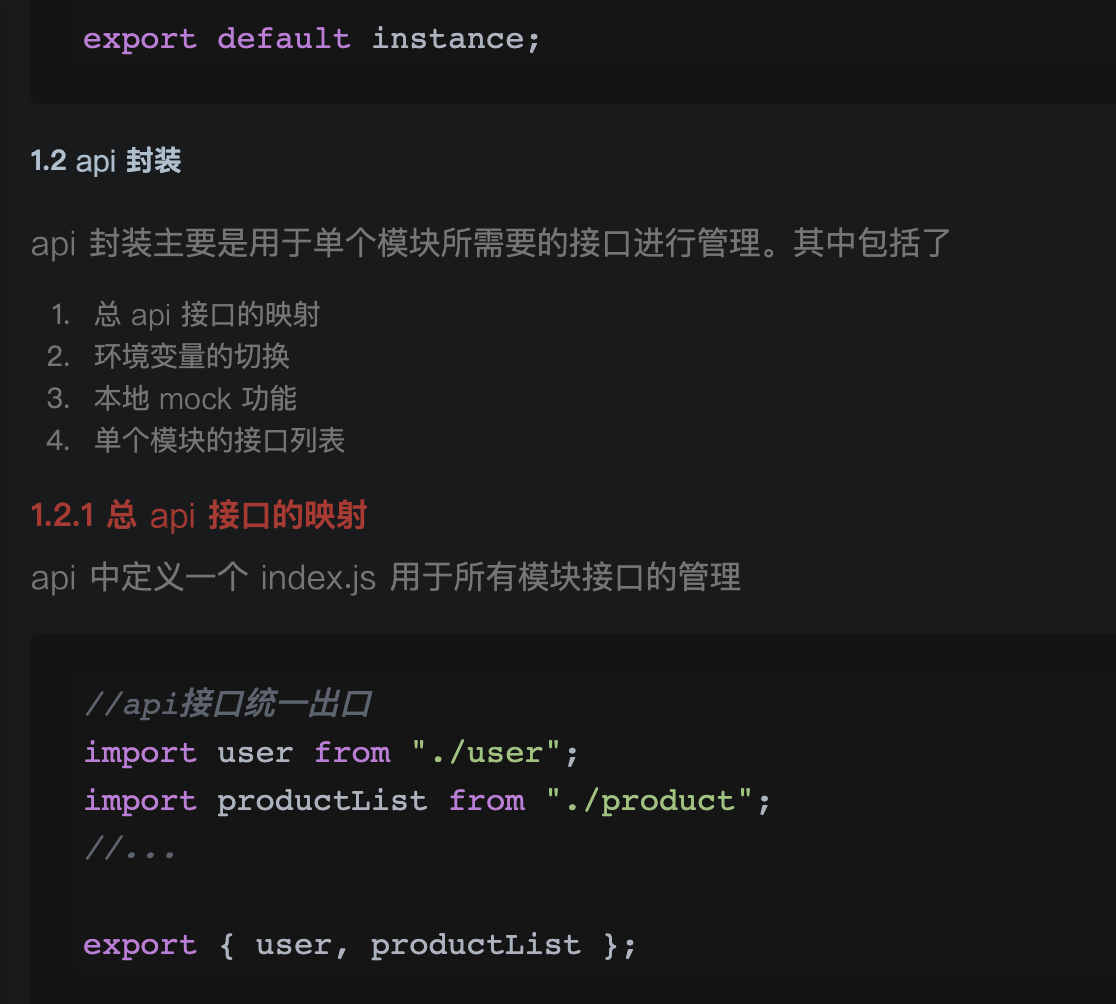 export default instance;
1.2 api 封装
api 封装主要是用于单个模块所需要的接口进行管理。其中包括了
1. 总 api 接口的映射
2. 环境变量的切换
3. 本地 mock 功能
4. 单个模块的接口列表
1.2.1 总 api 接口的映射
api 中定义一个 index.js 用于所有模块接口的管理
//api接口统一出口
import user from "./user";
import productList from "./product";
//...
export { user, productList };